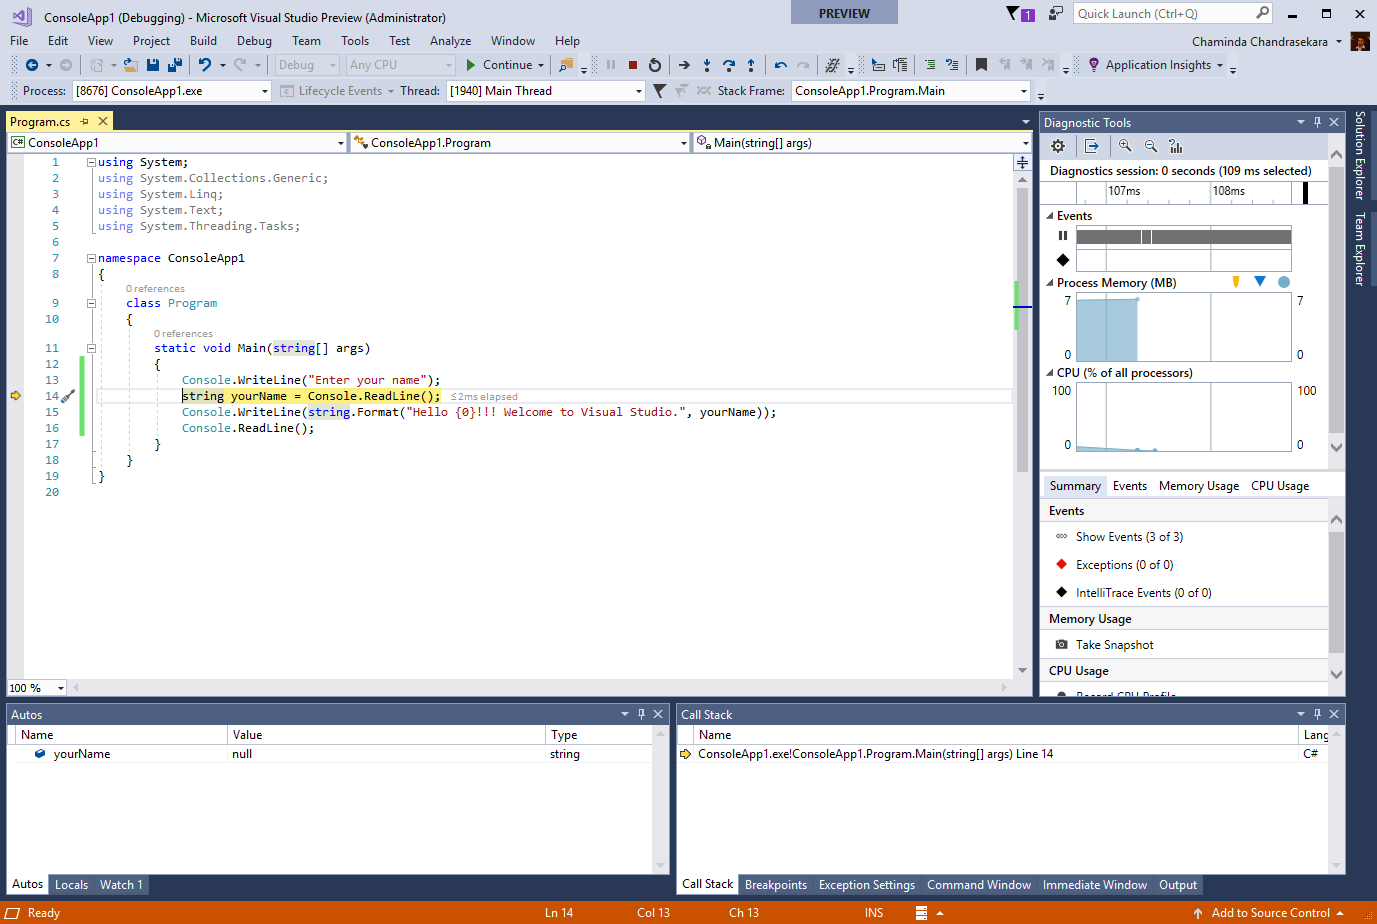 ConsoleApp1 (Debugging) - Microsoft Visual Studio Preview (Administrator)
PREVIEW
1
Quick Launch (Ctrl+Q)
File Edit View Project Build Debug Team Tools Test Analyze Window Help
Chaminda Chandrasekara
Debug Any CPU Continue Application Insights
Process: [8676] ConsoleApp1.exe Lifecycle Events Thread: [1940] Main Thread Stack Frame: ConsoleApp1.Program.Main
Program.cs
C# ConsoleApp1 ConsoleApp1.Program Main(string[] args)
1 using System;
2 using System.Collections.Generic;
3 using System.Linq;
4 using System.Text;
5 using System.Threading.Tasks;
6
7 namespace ConsoleApp1
8 {
0 references
9 class Program
10 {
0 references
11 static void Main(string[] args)
12 {
13 Console.WriteLine("Enter your name");
14 string yourName = Console.ReadLine(); ≤2ms elapsed
15 Console.WriteLine(string.Format("Hello {0}!!! Welcome to Visual Studio.", yourName));
16 Console.ReadLine();
17 }
18 }
19 }
20
100 %
Diagnostic Tools
Diagnostics session: 0 seconds (109 ms selected)
107ms 108ms
Events
Process Memory (MB)
7 7
0 0
CPU (% of all processors)
100 100
0 0
Summary Events Memory Usage CPU Usage
Events
Show Events (3 of 3)
Exceptions (0 of 0)
IntelliTrace Events (0 of 0)
Memory Usage
Take Snapshot
CPU Usage
Record CPU Profile
Solution Explorer
Team Explorer
Autos
Name Value Type
yourName null string
Autos Locals Watch 1
Call Stack
Name Lang
ConsoleApp1.exe!ConsoleApp1.Program.Main(string[] args) Line 14 C#
Call Stack Breakpoints Exception Settings Command Window Immediate Window Output
Ready Ln 14 Col 13 Ch 13 INS Add to Source Control